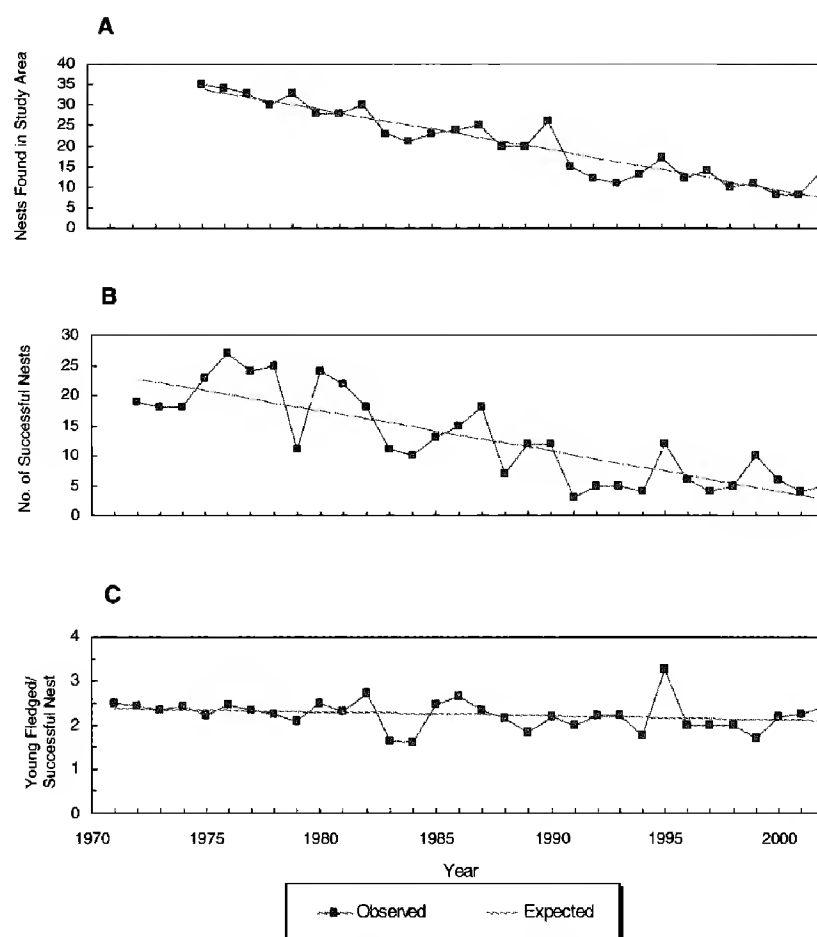 A
Nests Found in Study Area
40
35
30
25
20
15
10
5
0
B
No. of Successful Nests
30
25
20
15
10
5
0
C
Young Fledged/
Successful Nest
4
3
2
1
0
1970 1975 1980 1985 1990 1995 2000
Year
Observed Expected